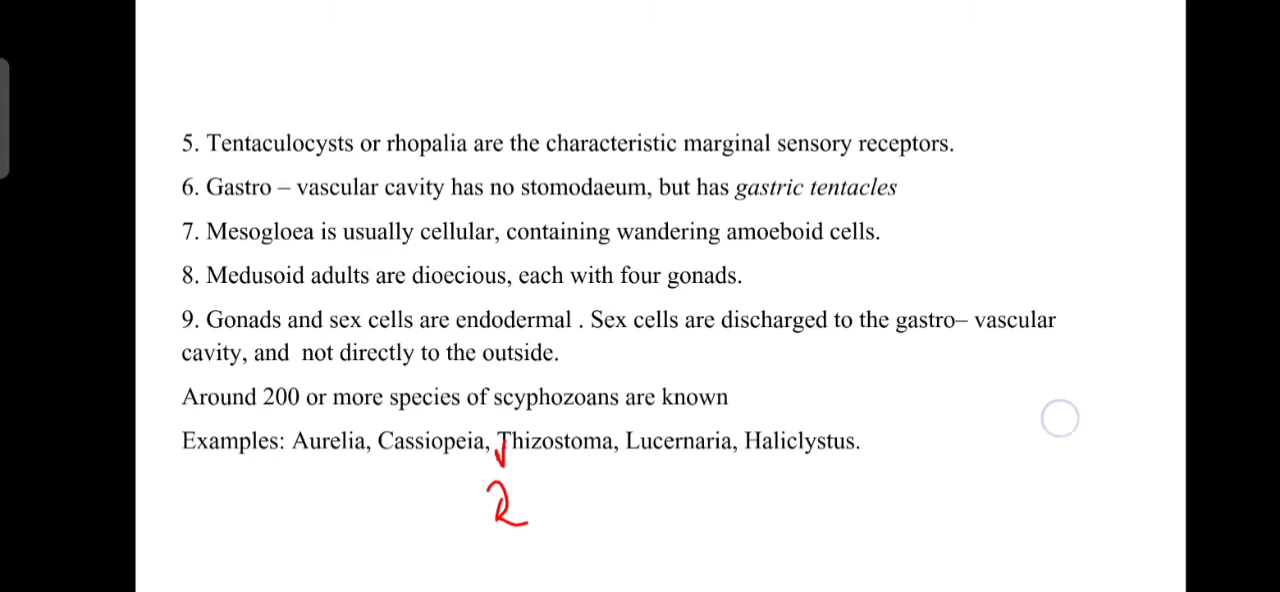 5. Tentaculocysts or rhopalia are the characteristic marginal sensory receptors.
6. Gastro – vascular cavity has no stomodaeum, but has gastric tentacles
7. Mesogloea is usually cellular, containing wandering amoeboid cells.
8. Medusoid adults are dioecious, each with four gonads.
9. Gonads and sex cells are endodermal . Sex cells are discharged to the gastro– vascular
cavity, and  not directly to the outside.
Around 200 or more species of scyphozoans are known
Examples: Aurelia, Cassiopeia, Thizostoma, Lucernaria, Haliclystus.
R